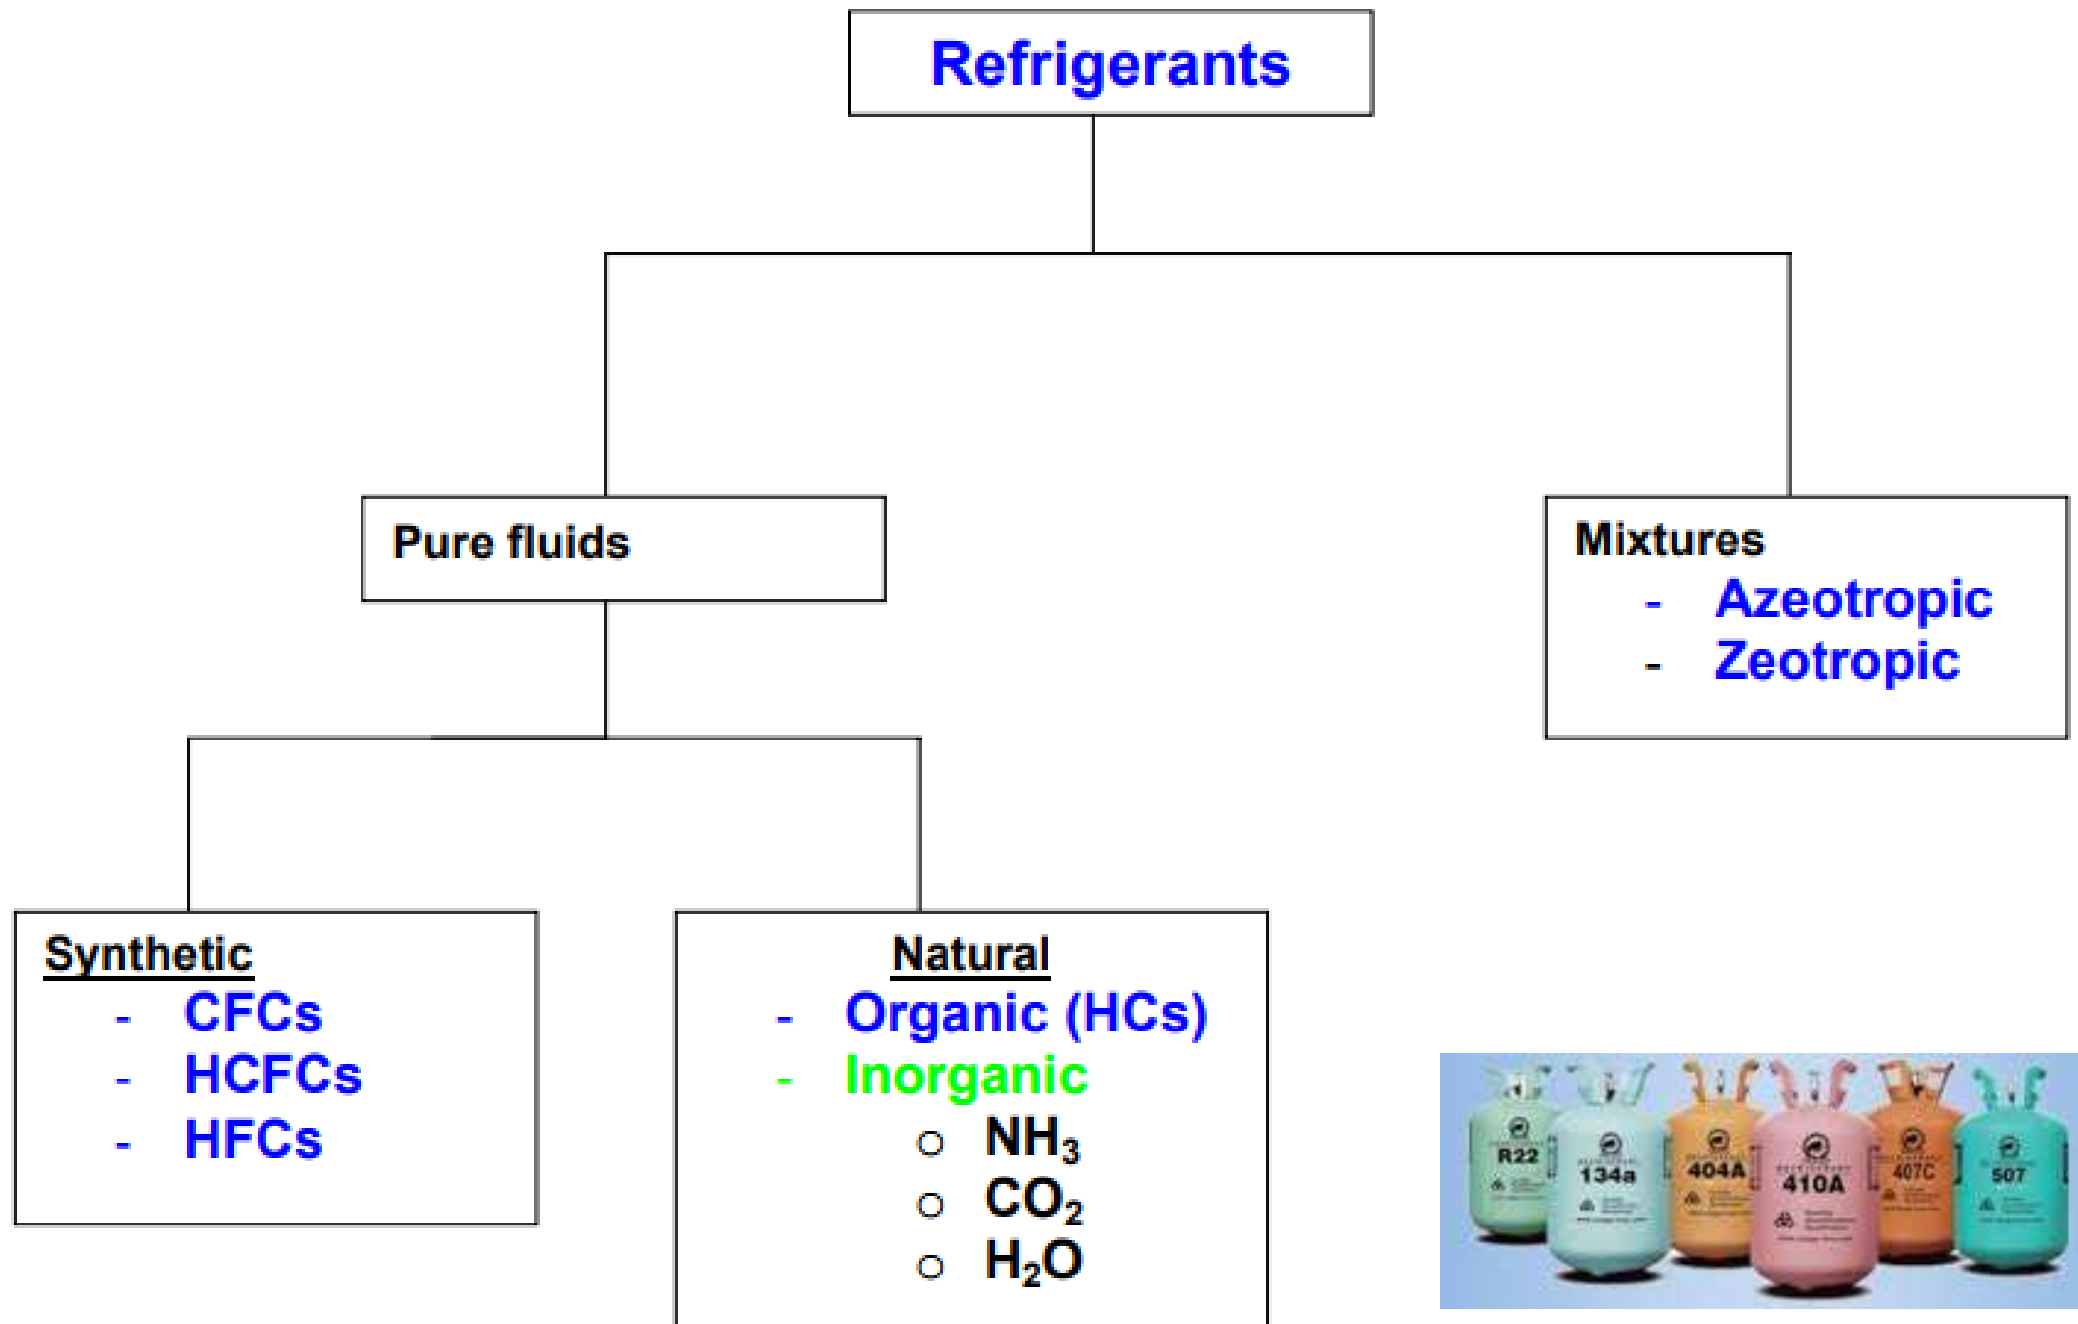 Refrigerants
Pure fluids
Mixtures
- Azeotropic
- Zeotropic
Synthetic
- CFCs
- HCFCs
- HFCs
Natural
- Organic (HCs)
- Inorganic
o NH₃
o CO₂
o H₂O
R22
134a
404A
410A
407C
507